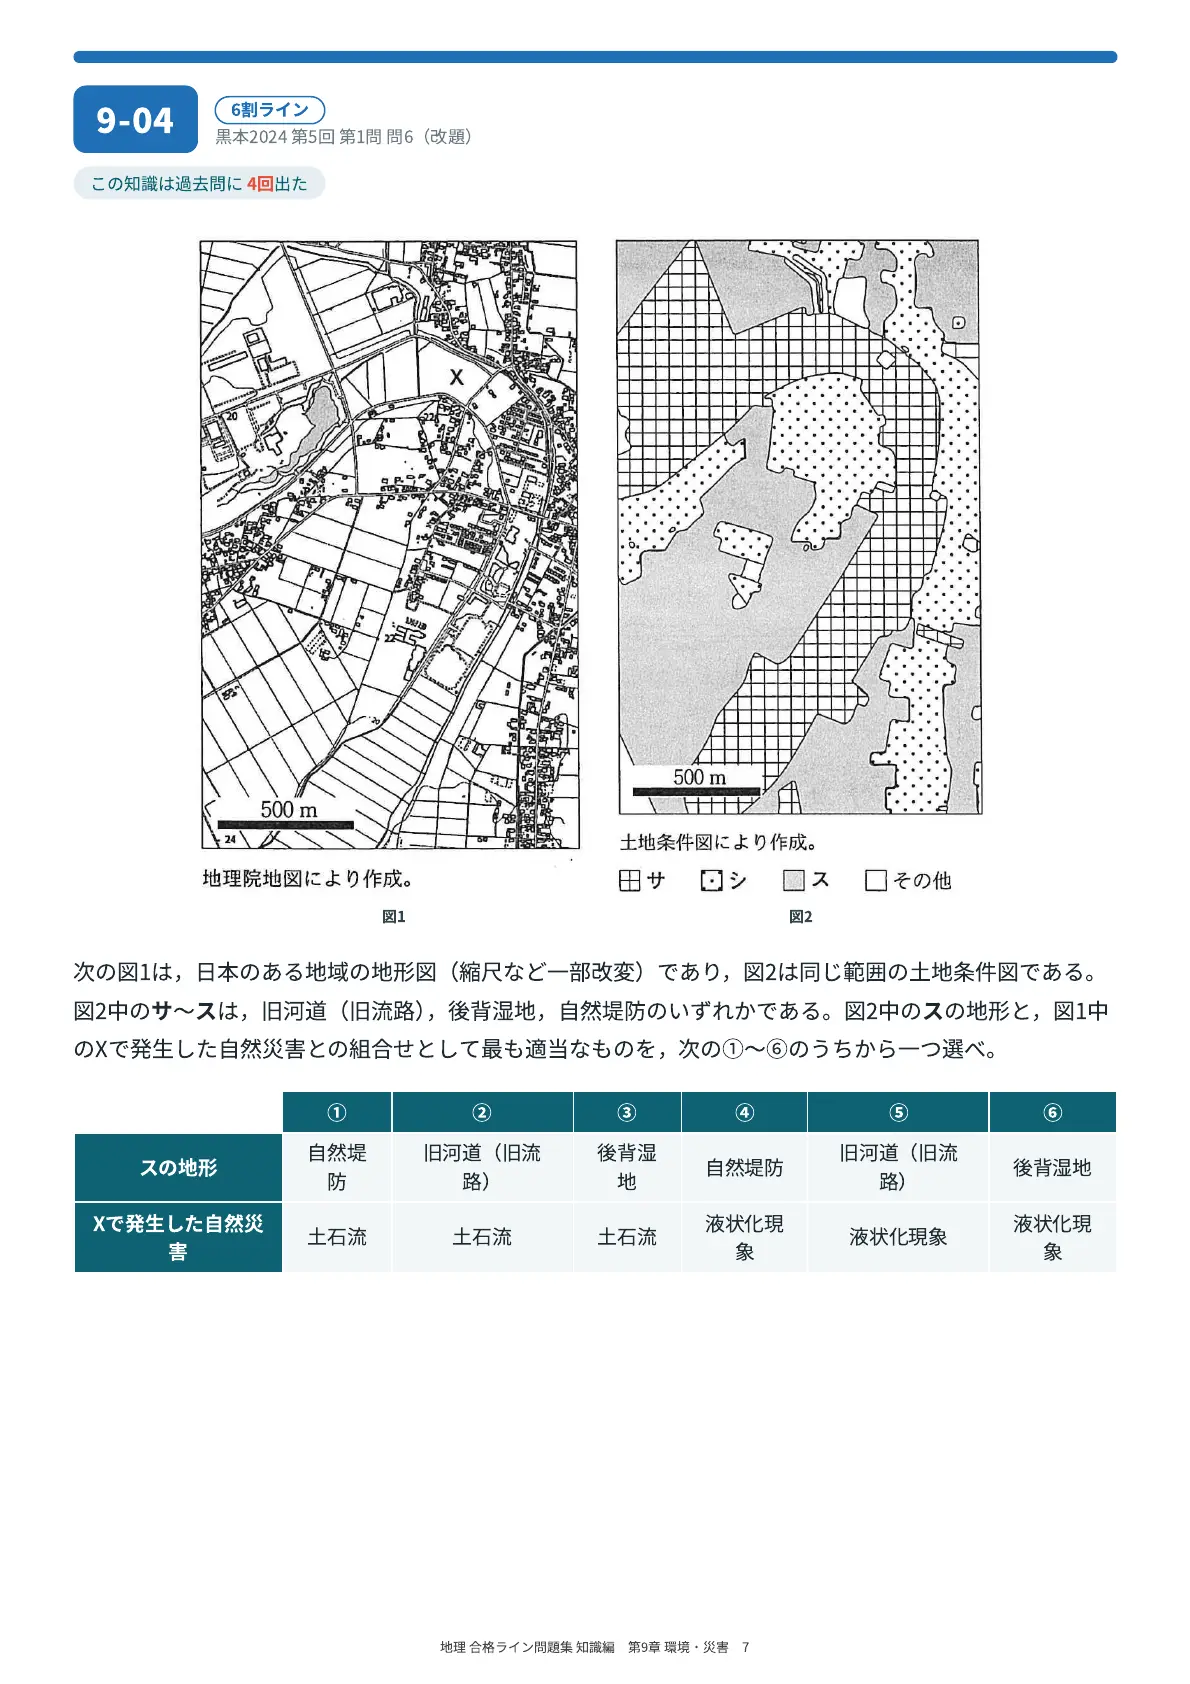 9-04
6割ライン
黒本2024 第5回 第1問 問6（改題）
この知識は過去問に 4回出た
X
20
22
22
20
24
500 m
500 m
地理院地図により作成。
図1
土地条件図により作成。
サ シ ス その他
図2
次の図1は，日本のある地域の地形図（縮尺など一部改変）であり，図2は同じ範囲の土地条件図である。
図2中のサ～スは，旧河道（旧流路），後背湿地，自然堤防のいずれかである。図2中のスの地形と，図1中
のXで発生した自然災害との組合せとして最も適当なものを，次の①～⑥のうちから一つ選べ。
① ② ③ ④ ⑤ ⑥
スの地形 自然堤防 旧河道（旧流路） 後背湿地 自然堤防 旧河道（旧流路） 後背湿地
Xで発生した自然災害 土石流 土石流 土石流 液状化現象 液状化現象 液状化現象
地理 合格ライン問題集 知識編 第9章 環境・災害 7